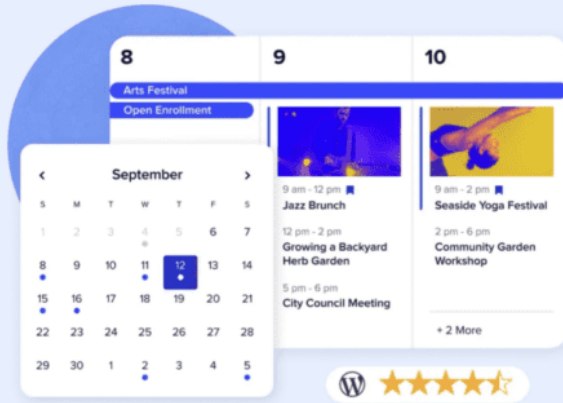 8 9 10
Arts Festival
Open Enrollment
9 am - 12 pm
Jazz Brunch
12 pm - 2 pm
Growing a Backyard
Herb Garden
5 pm - 6 pm
City Council Meeting
9 am - 2 pm
Seaside Yoga Festival
2 pm - 6 pm
Community Garden
Workshop
+ 2 More
‹ September ›
S M T W T F S
1 2 3 4 5 6 7
8 9 10 11 12 13 14
15 16 17 18 19 20 21
22 23 24 25 26 27 28
29 30 1 2 3 4 5
W